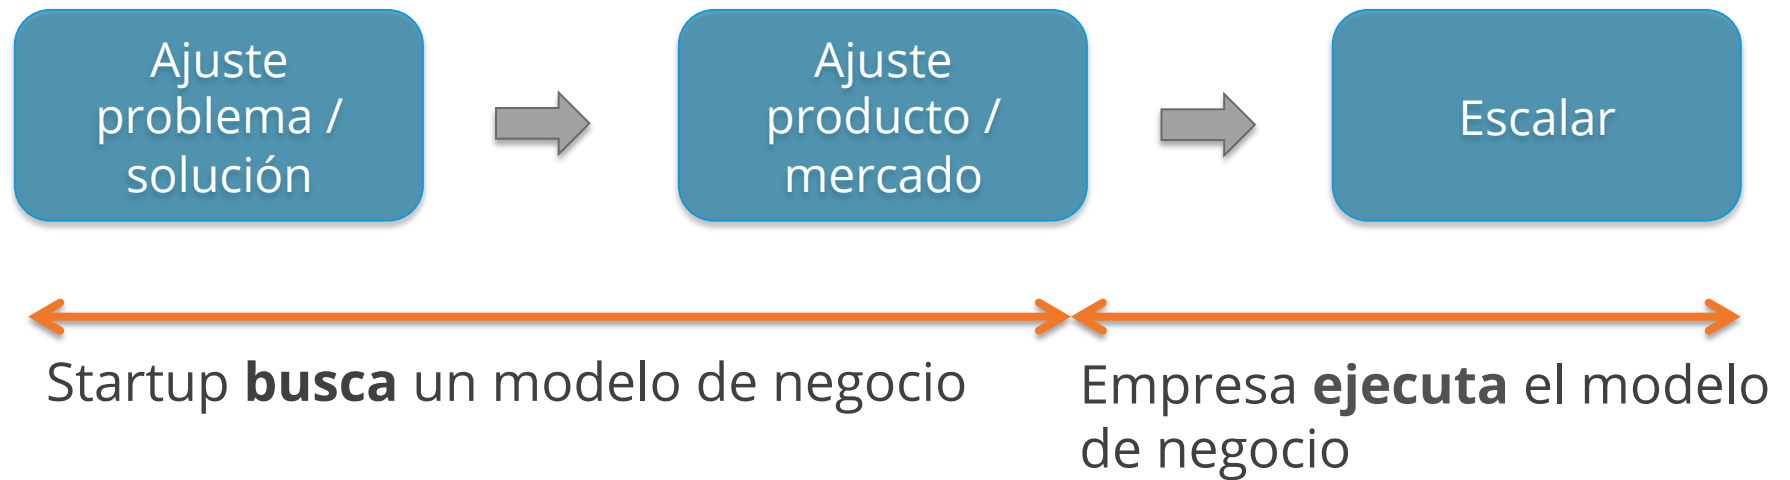 Ajuste
problema /
solución
Ajuste
producto /
mercado
Escalar
Startup busca un modelo de negocio
Empresa ejecuta el modelo
de negocio